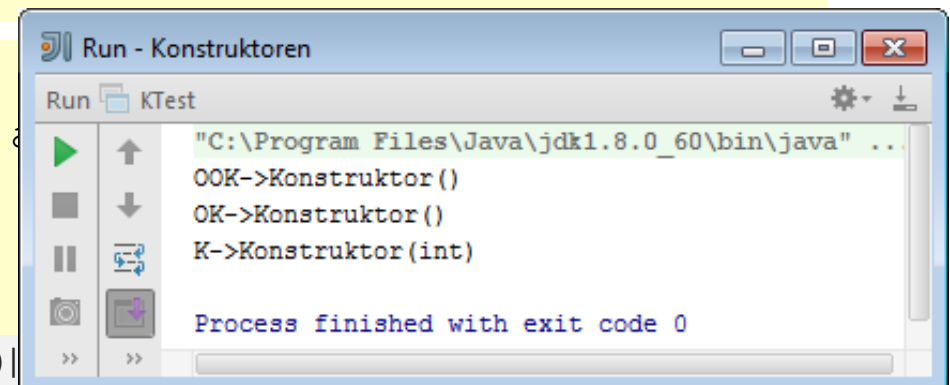 Run - Konstruktoren
Run KTest
"C:\Program Files\Java\jdk1.8.0_60\bin\java" ...
OOK->Konstruktor()
OK->Konstruktor()
K->Konstruktor(int)
Process finished with exit code 0